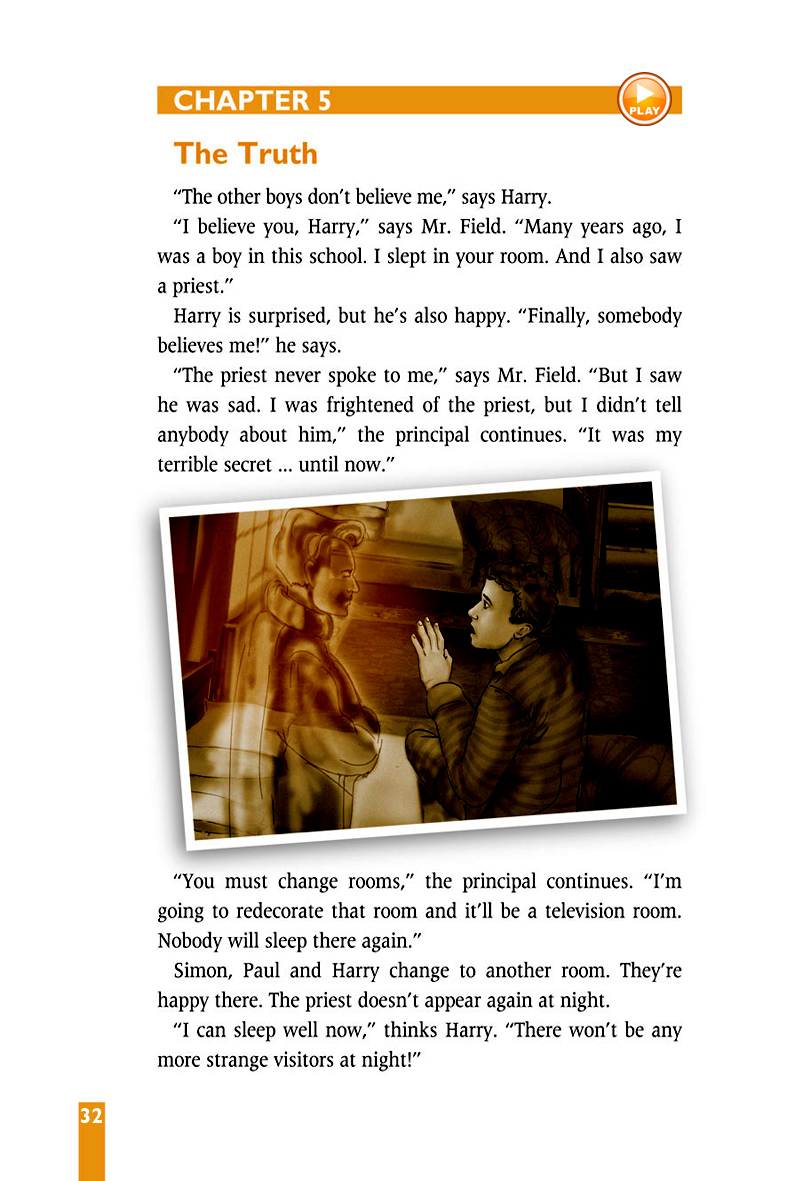 CHAPTER 5
PLAY
The Truth
“The other boys don’t believe me,” says Harry.
“I believe you, Harry,” says Mr. Field. “Many years ago, I
was a boy in this school. I slept in your room. And I also saw
a priest.”
Harry is surprised, but he’s also happy. “Finally, somebody
believes me!” he says.
“The priest never spoke to me,” says Mr. Field. “But I saw
he was sad. I was frightened of the priest, but I didn’t tell
anybody about him,” the principal continues. “It was my
terrible secret ... until now.”
“You must change rooms,” the principal continues. “I’m
going to redecorate that room and it’ll be a television room.
Nobody will sleep there again.”
Simon, Paul and Harry change to another room. They’re
happy there. The priest doesn’t appear again at night.
“I can sleep well now,” thinks Harry. “There won’t be any
more strange visitors at night!”
32